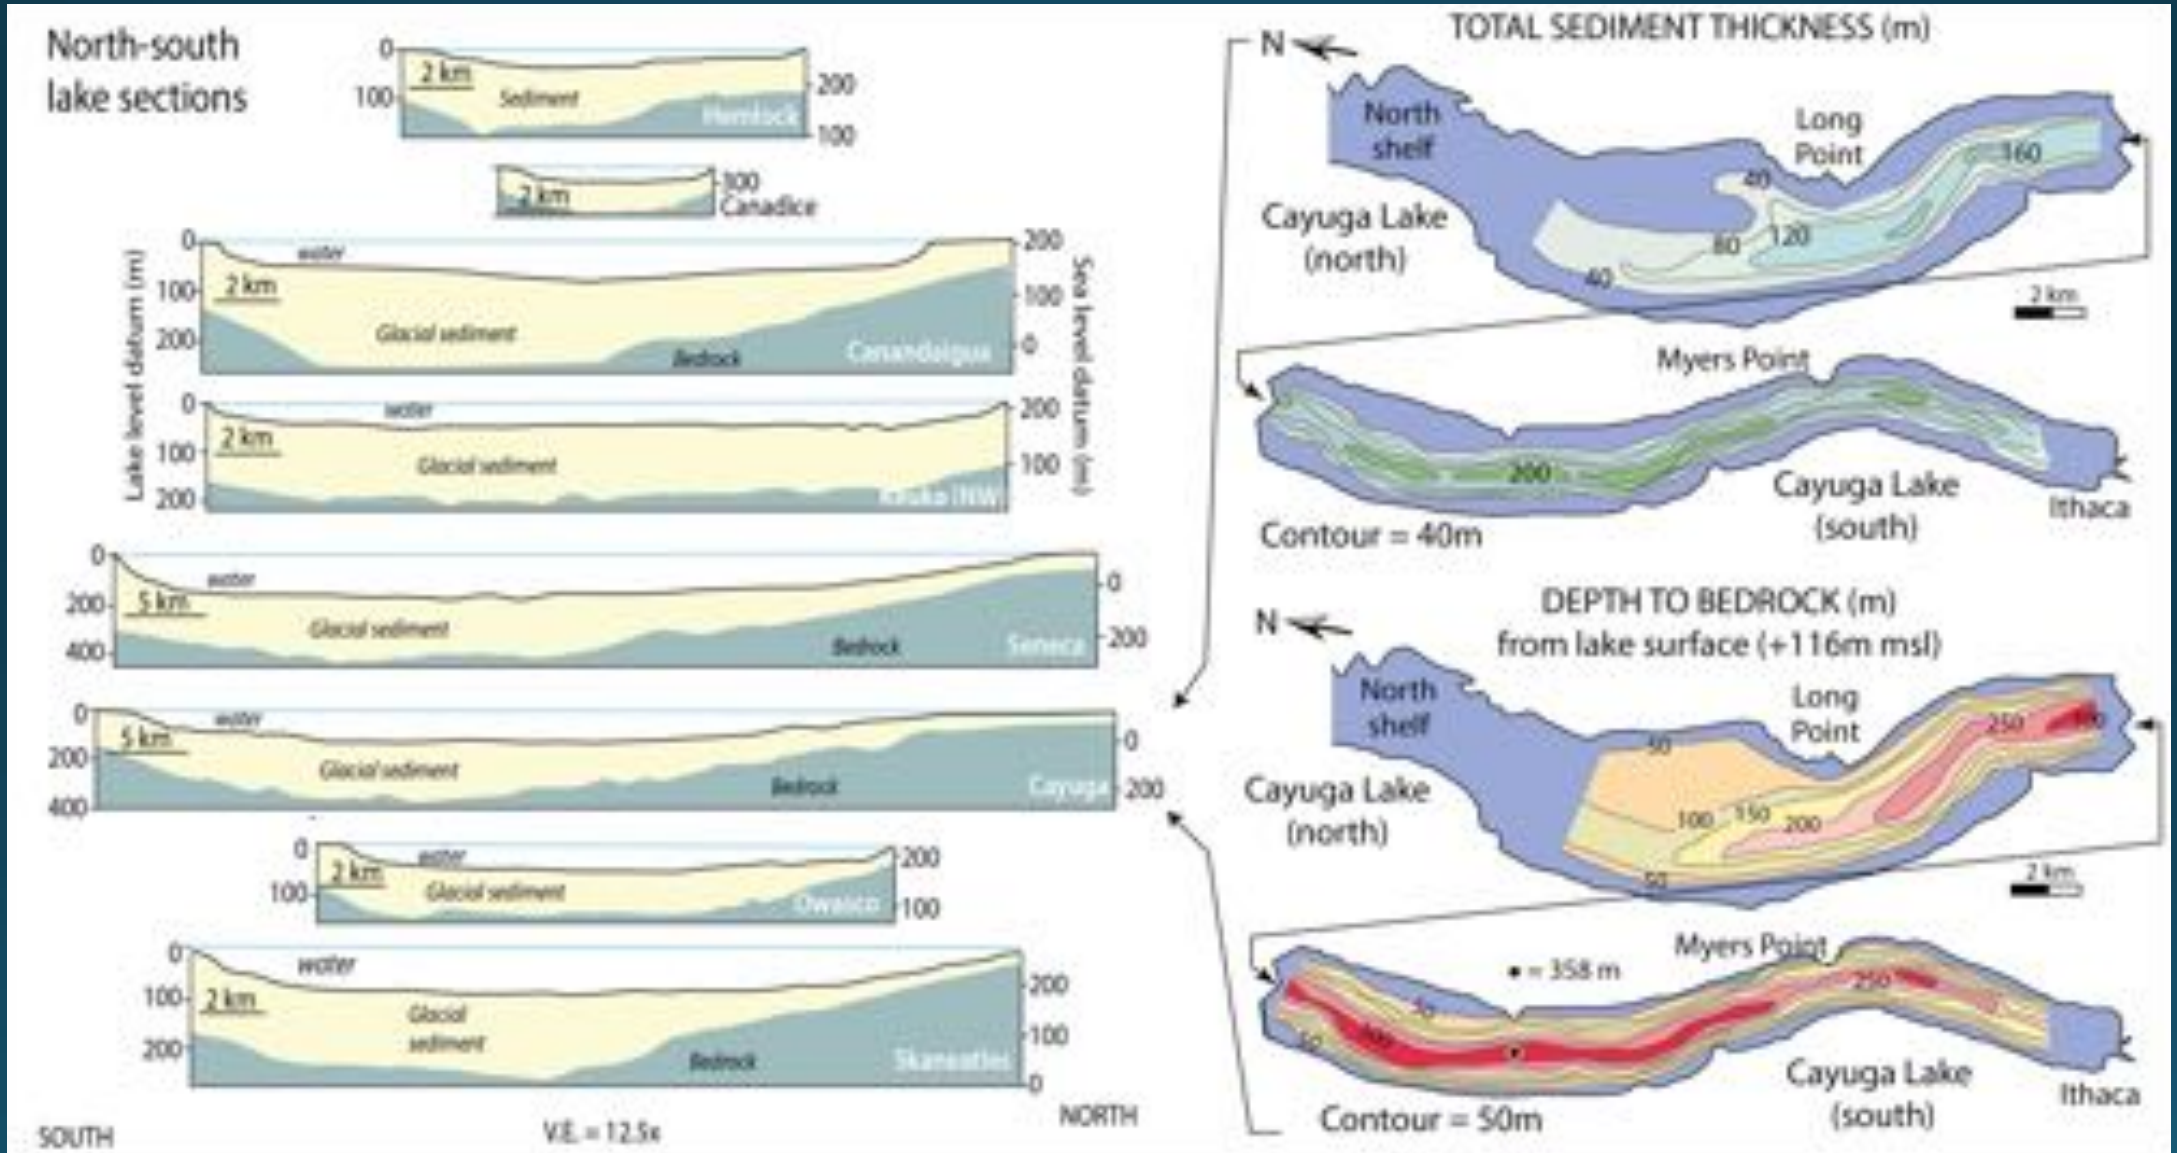 North-south
lake sections
0
2 km
100
Sediment
200
Hemlock
100
2 km
300
Canadice
Lake level datum (m)
0
water
200
2 km
100
100
Glacial sediment
200
0
Bedrock
Canandaigua
Sea level datum (m)
0
water
200
2 km
100
Glacial sediment
100
200
0
water
0
5 km
200
Glacial sediment
Bedrock
Seneca
200
400
0
water
5 km
0
200
Glacial sediment
Bedrock
Cayuga
200
400
0
water
200
2 km
100
Glacial sediment
Owasco
100
0
water
200
100
2 km
Glacial
sediment
100
200
Bedrock
Skaneatles
0
NORTH
SOUTH
V.E. = 12.5x
TOTAL SEDIMENT THICKNESS (m)
N
North
shelf
Long
Point
160
40
Cayuga Lake
(north)
80
120
40
2 km
Myers Point
200
Cayuga Lake
(south)
Ithaca
Contour = 40m
DEPTH TO BEDROCK (m)
from lake surface (+116m msl)
N
North
shelf
Long
Point
250
50
Cayuga Lake
(north)
100
150
200
50
2 km
Myers Point
• = 358 m
250
50
50
300
Cayuga Lake
(south)
Ithaca
Contour = 50m